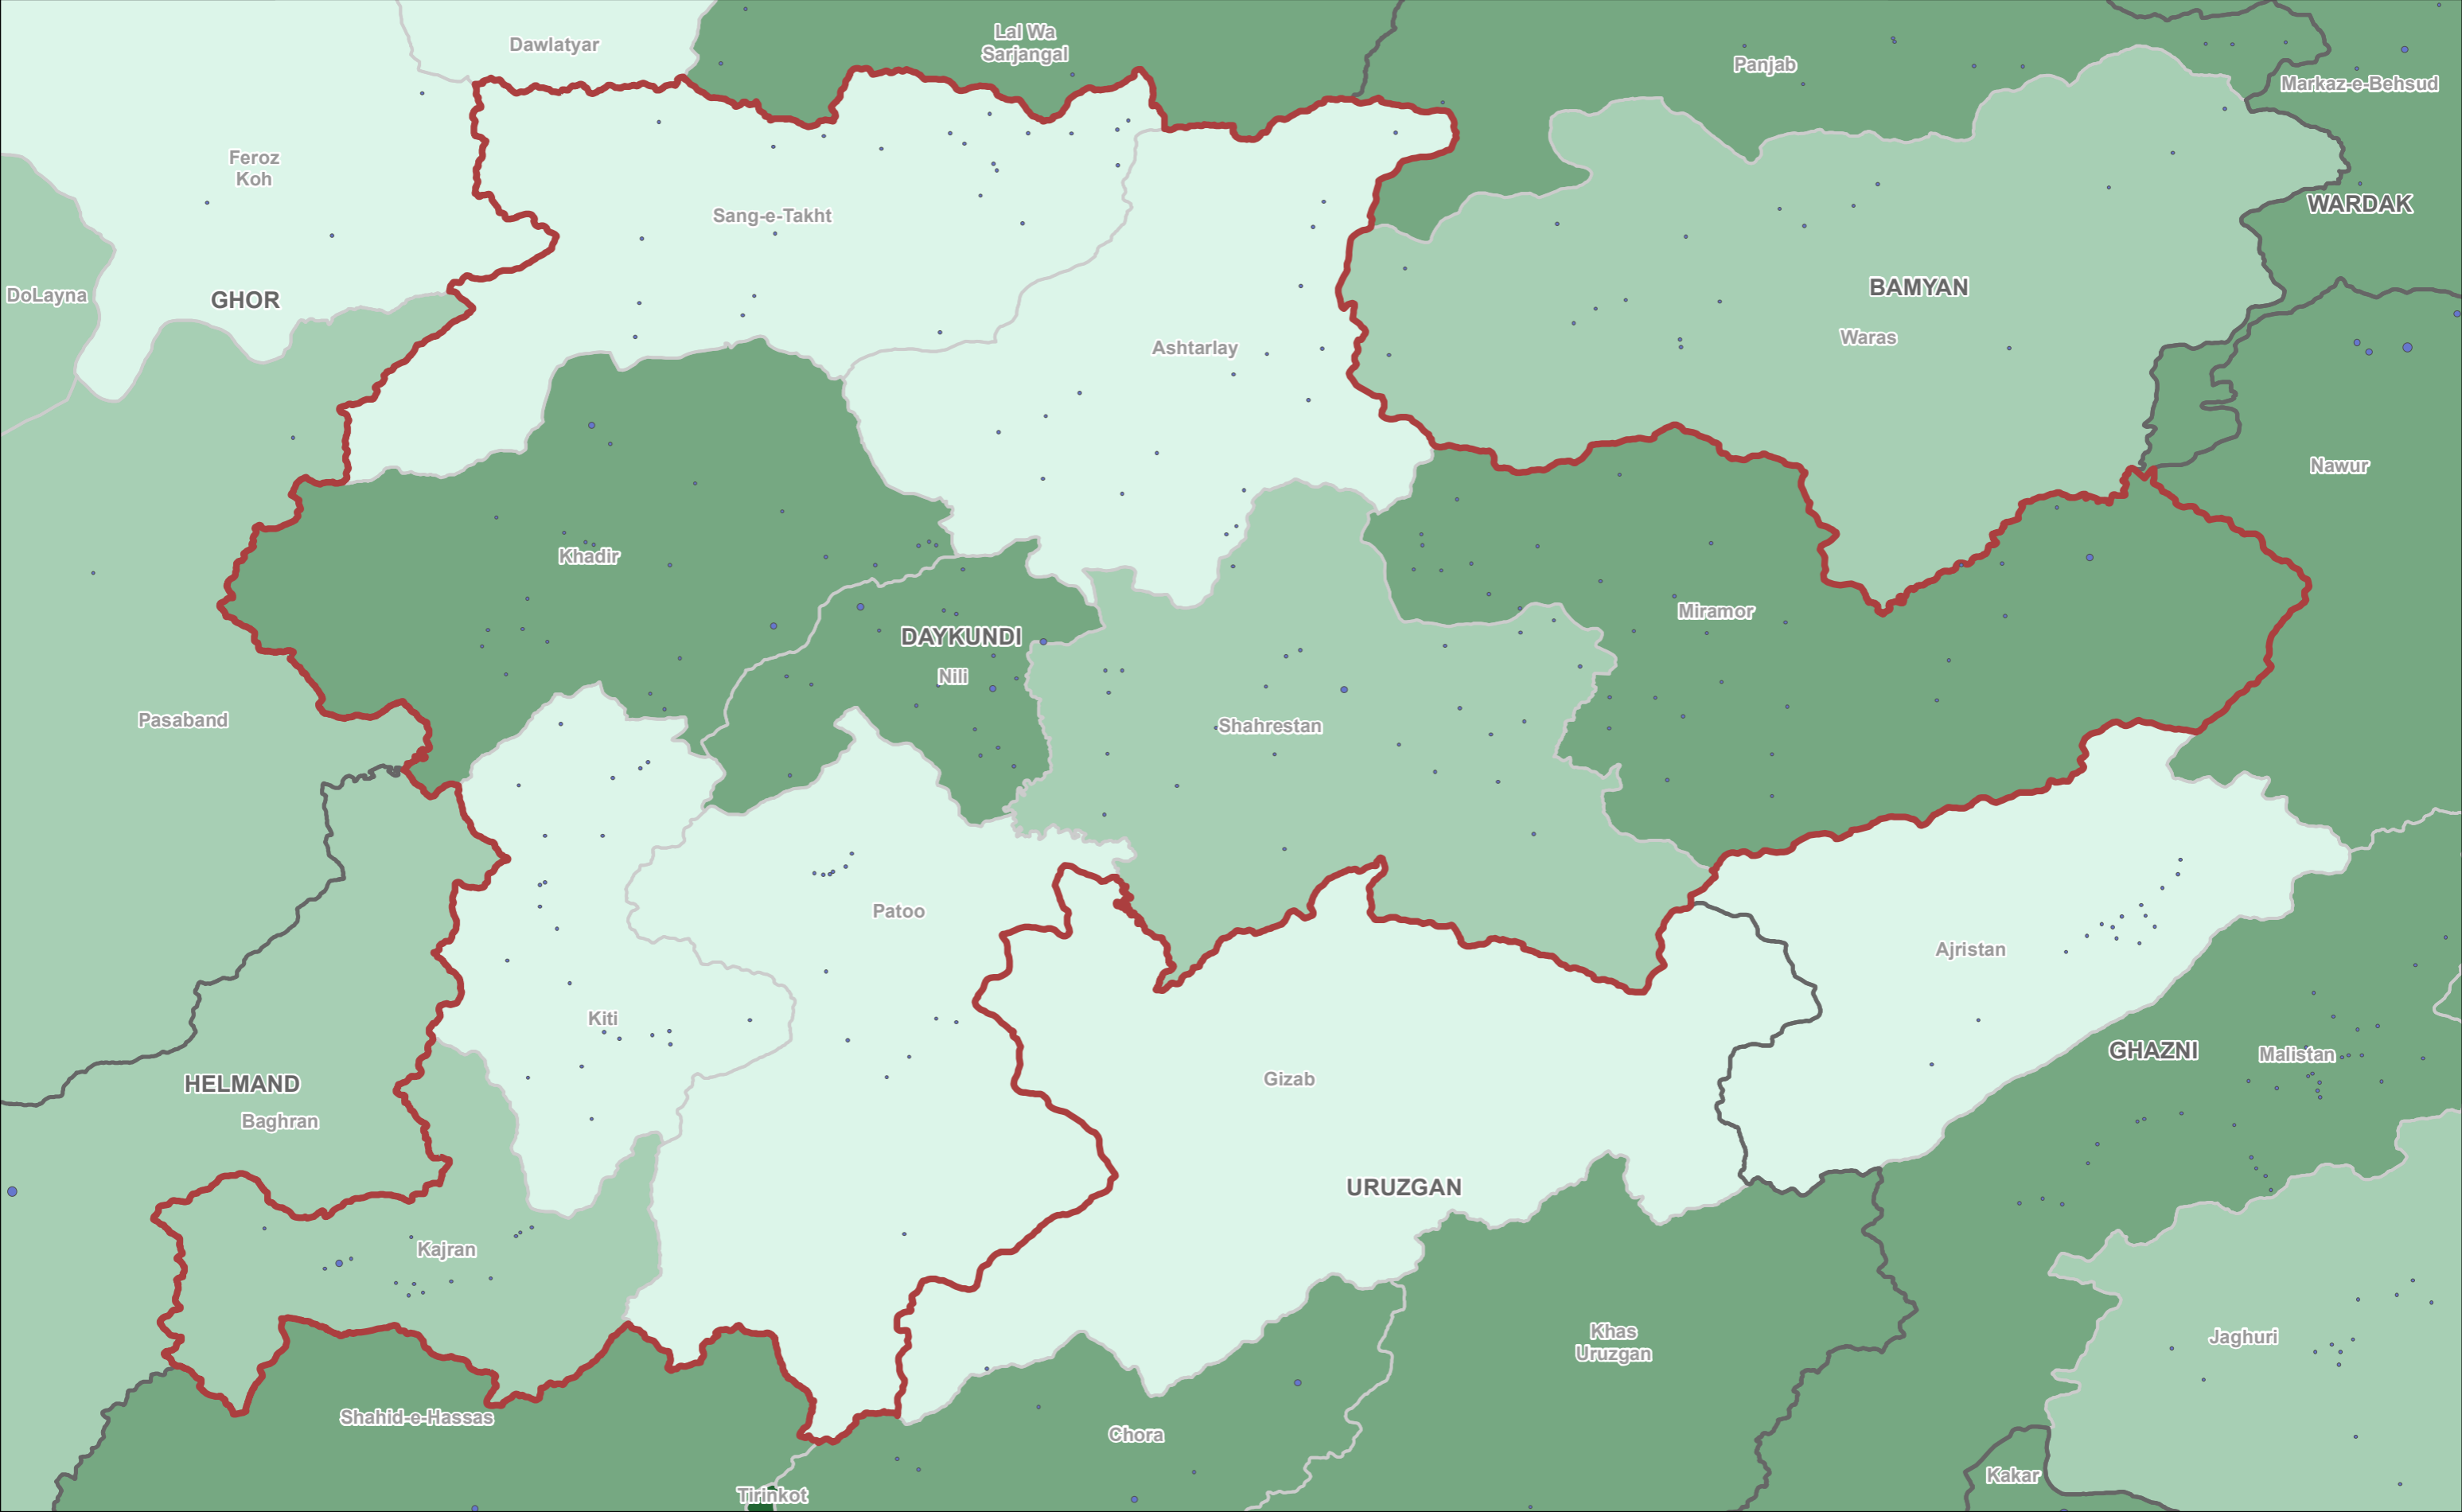 Dawlatyar
Lal Wa
Sarjangal
Panjab
Markaz-e-Behsud
Feroz
Koh
WARDAK
Sang-e-Takht
DoLayna
GHOR
BAMYAN
Waras
Ashtarlay
Nawur
Khadir
Miramor
DAYKUNDI
Nili
Pasaband
Shahrestan
Patoo
Ajristan
Kiti
GHAZNI
Malistan
HELMAND
Gizab
Baghran
URUZGAN
Kajran
Khas
Uruzgan
Jaghuri
Shahid-e-Hassas
Chora
Kakar
Tirinkot